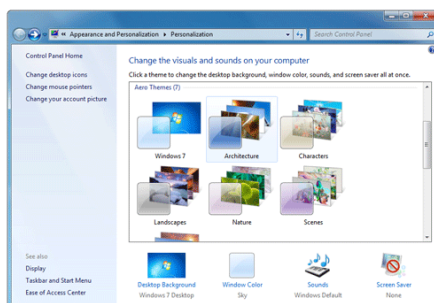 Appearance and Personalization ▸ Personalization
Search Control Panel
Control Panel Home
Change desktop icons
Change mouse pointers
Change your account picture
Change the visuals and sounds on your computer
Click a theme to change the desktop background, window color, sounds, and screen saver all at once.
Aero Themes (7)
Windows 7
Architecture
Characters
Landscapes
Nature
Scenes
See also
Display
Taskbar and Start Menu
Ease of Access Center
Desktop Background
Windows 7 Desktop
Window Color
Sky
Sounds
Windows Default
Screen Saver
None